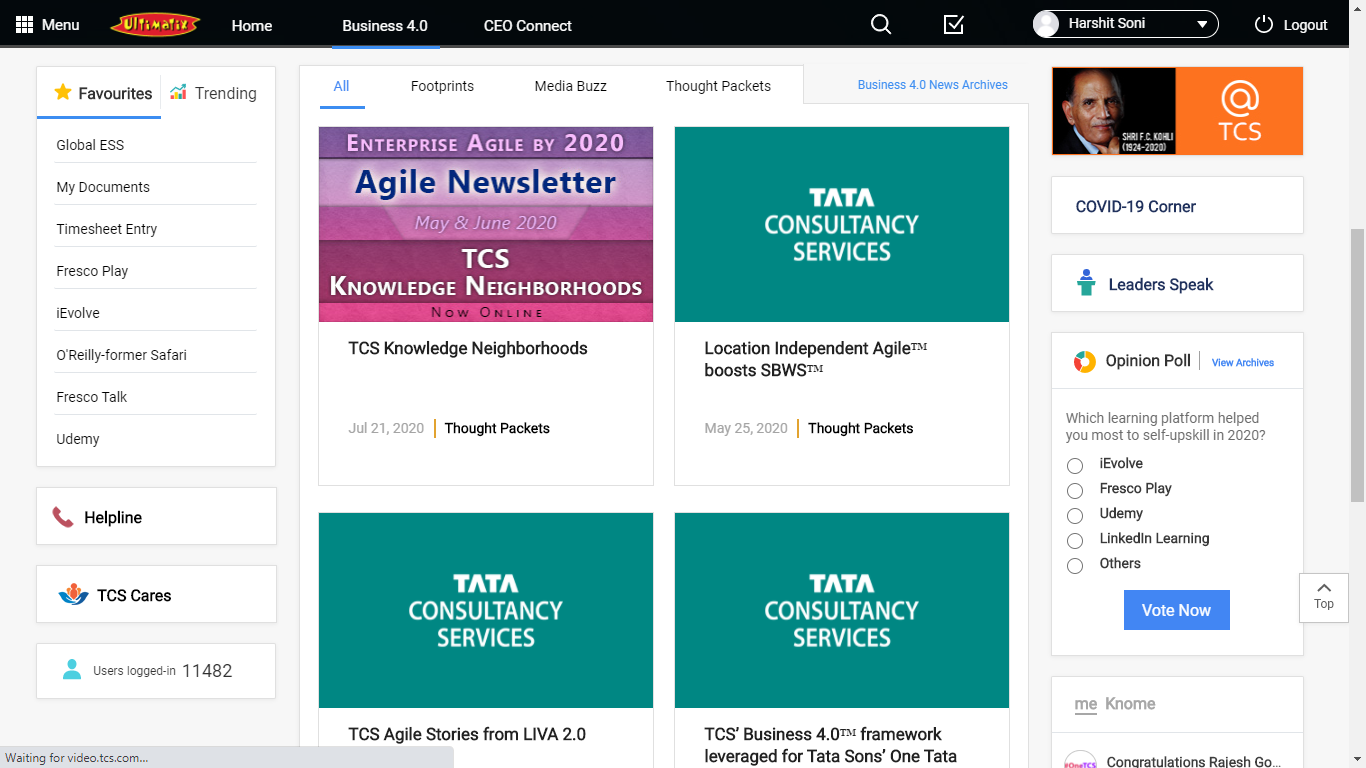 Menu
Ultimatix
Home
Business 4.0
CEO Connect
Harshit Soni
Logout
Favourites
Trending
Global ESS
My Documents
Timesheet Entry
Fresco Play
iEvolve
O'Reilly-former Safari
Fresco Talk
Udemy
Helpline
TCS Cares
Users logged-in 11482
All
Footprints
Media Buzz
Thought Packets
Business 4.0 News Archives
ENTERPRISE AGILE BY 2020
Agile Newsletter
May & June 2020
TCS
KNOWLEDGE NEIGHBORHOODS
NOW ONLINE
TCS Knowledge Neighborhoods
Jul 21, 2020
Thought Packets
TATA
CONSULTANCY
SERVICES
Location Independent Agile™
boosts SBWS™
May 25, 2020
Thought Packets
TATA
CONSULTANCY
SERVICES
TCS Agile Stories from LIVA 2.0
TATA
CONSULTANCY
SERVICES
TCS’ Business 4.0™ framework
leveraged for Tata Sons’ One Tata
SHRI F.C. KOHLI
(1924-2020)
@
TCS
COVID-19 Corner
Leaders Speak
Opinion Poll
View Archives
Which learning platform helped
you most to self-upskill in 2020?
iEvolve
Fresco Play
Udemy
LinkedIn Learning
Others
Vote Now
Top
me Knome
#OneTCS
Congratulations Rajesh Go...
Waiting for video.tcs.com...